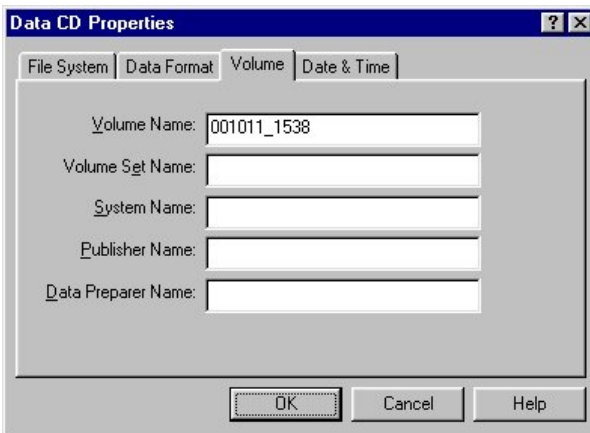 Data CD Properties ? ×
File System Data Format Volume Date & Time
Volume Name: 001011_1538
Volume Set Name:
System Name:
Publisher Name:
Data Preparer Name:
OK Cancel Help